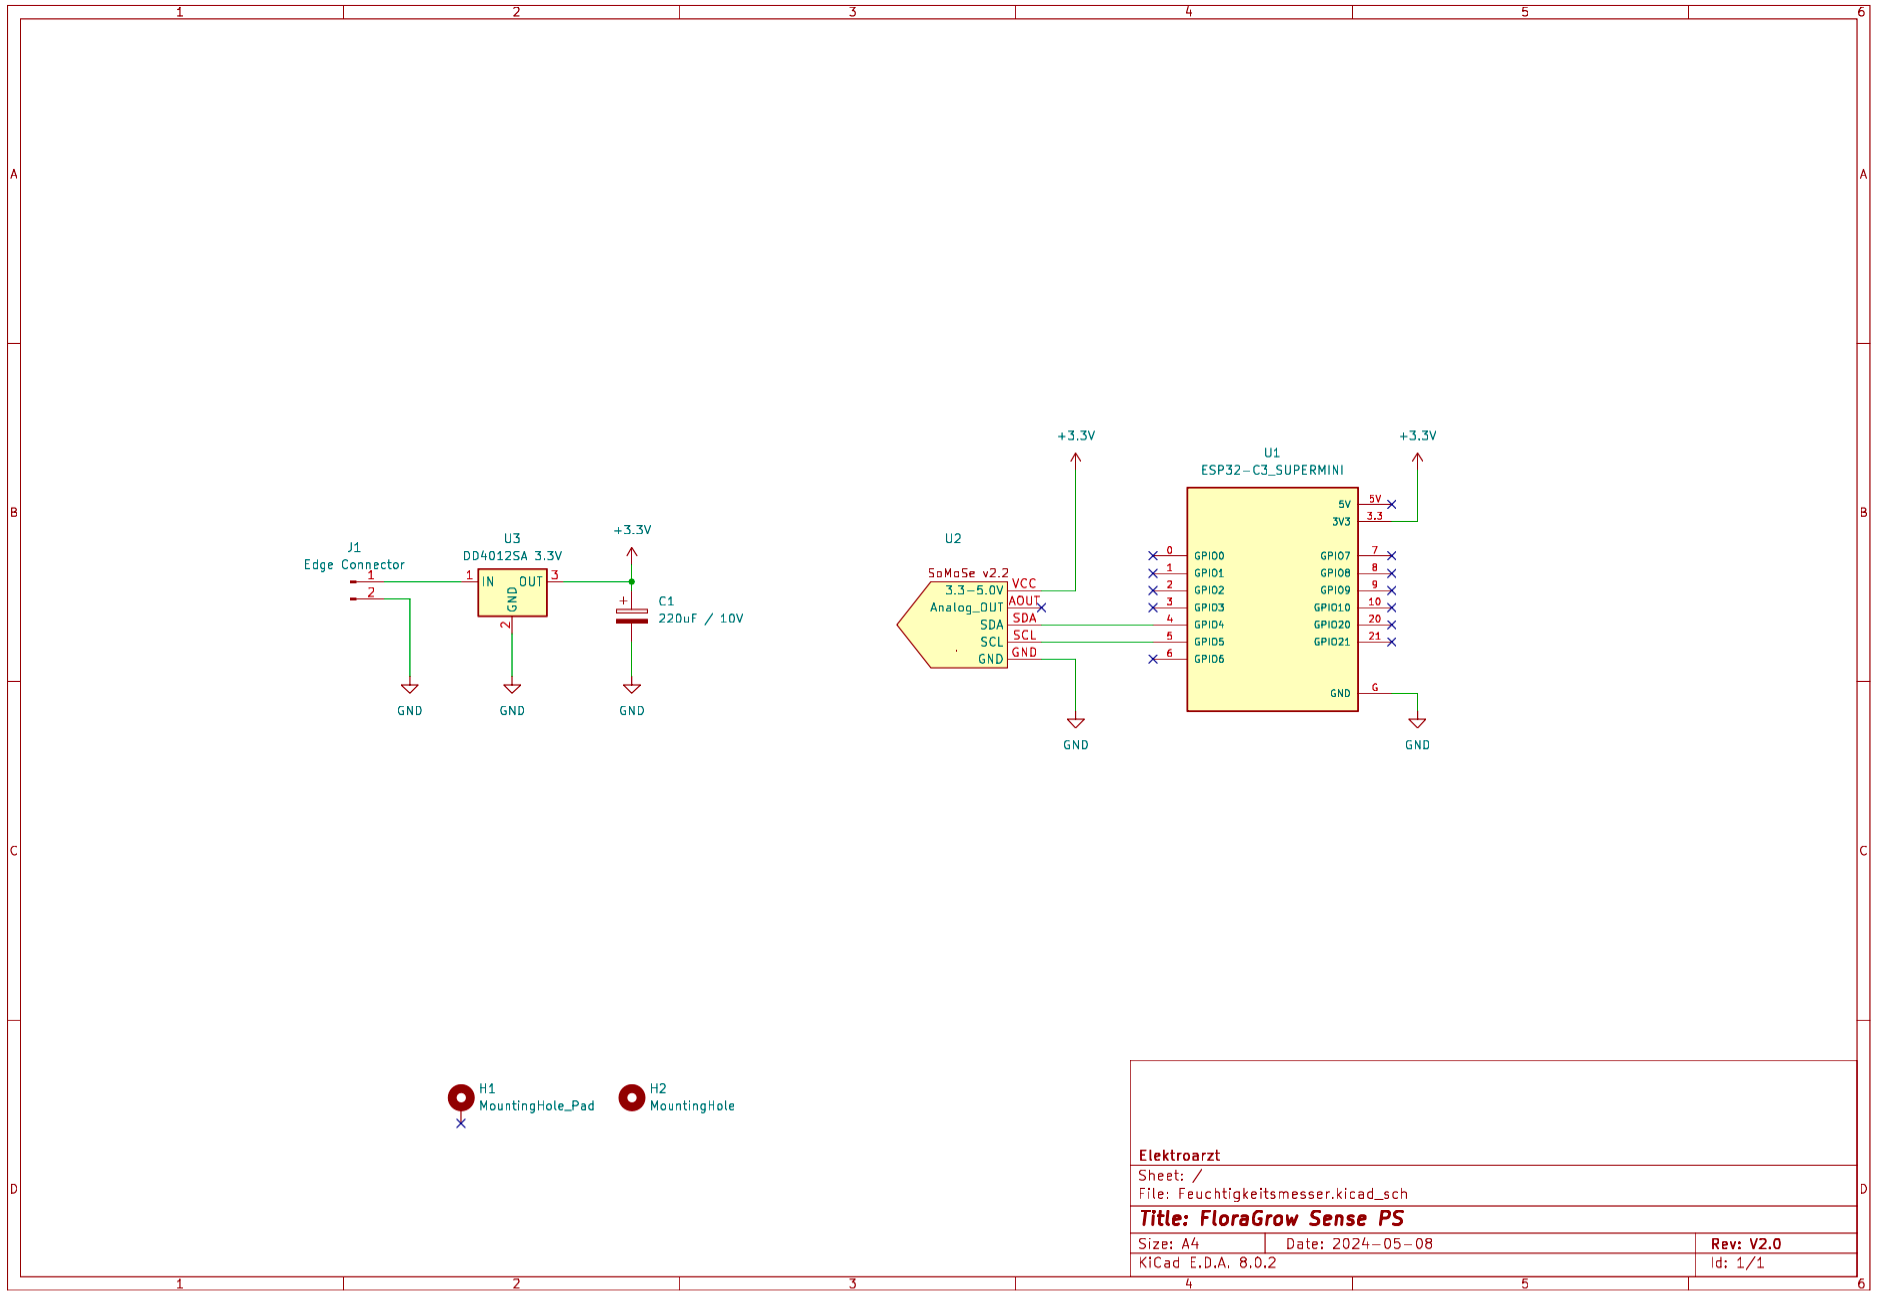 1 2 3 4 5 6
A A
B B
C C
D D
J1
Edge Connector
1
2
GND
U3
DD4012SA 3.3V
1 IN OUT 3
GND
2
GND
+3.3V
+
C1
220uF / 10V
GND
U2
SoMoSe v2.2
3.3-5.0V VCC
Analog_OUT AOUT
SDA SDA
SCL SCL
GND GND
+3.3V
GND
U1
ESP32-C3_SUPERMINI
+3.3V
5V 5V
3V3 3.3
0 GPIO0 GPIO7 7
1 GPIO1 GPIO8 8
2 GPIO2 GPIO9 9
3 GPIO3 GPIO10 10
4 GPIO4 GPIO20 20
5 GPIO5 GPIO21 21
6 GPIO6
GND G
GND
H1
MountingHole_Pad
H2
MountingHole
Elektroarzt
Sheet: /
File: Feuchtigkeitsmesser.kicad_sch
Title: FloraGrow Sense PS
Size: A4 Date: 2024-05-08 Rev: V2.0
KiCad E.D.A. 8.0.2 Id: 1/1
1 2 3 4 5 6